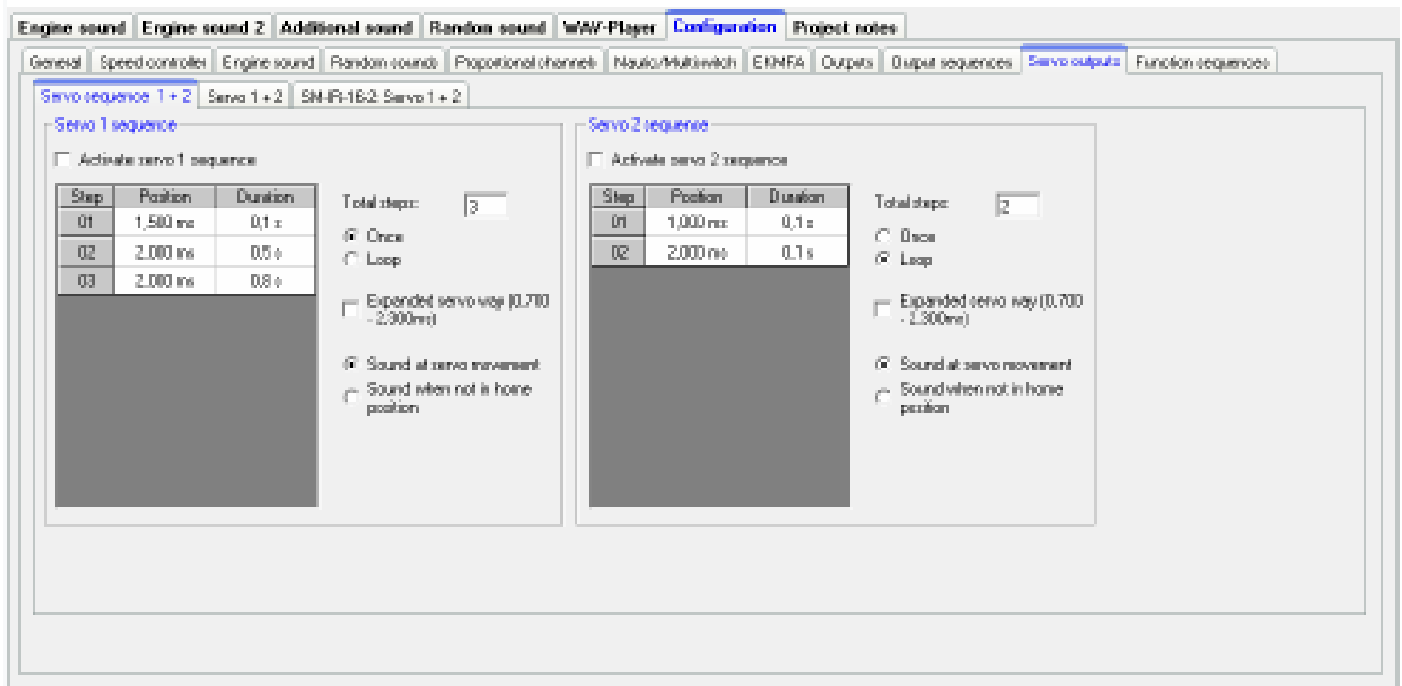 Engine sound Engine sound 2 Additional sound Random sound WAV-Player Configuration Project notes
General Speed controller Engine sound Random sounds Proportional channels Nautic/Multiswitch EKMFA Outputs Output sequences Servo outputs Function sequences
Servo sequence 1 + 2 Servo 1 + 2 SM-IR-16-2: Servo 1 + 2
Servo 1 sequence
Activate servo 1 sequence
Step Position Duration
01 1,500 ms 0,1 s
02 2.000 ms 0.5 s
03 2.000 ms 0.8 s
Total steps: 3
Once
Loop
Expanded servo way (0,700
- 2,300ms)
Sound at servo movement
Sound when not in home
position
Servo 2 sequence
Activate servo 2 sequence
Step Position Duration
01 1,000 ms 0,1 s
02 2.000 ms 0.1 s
Total steps: 2
Once
Loop
Expanded servo way (0,700
- 2,300ms)
Sound at servo movement
Sound when not in home
position